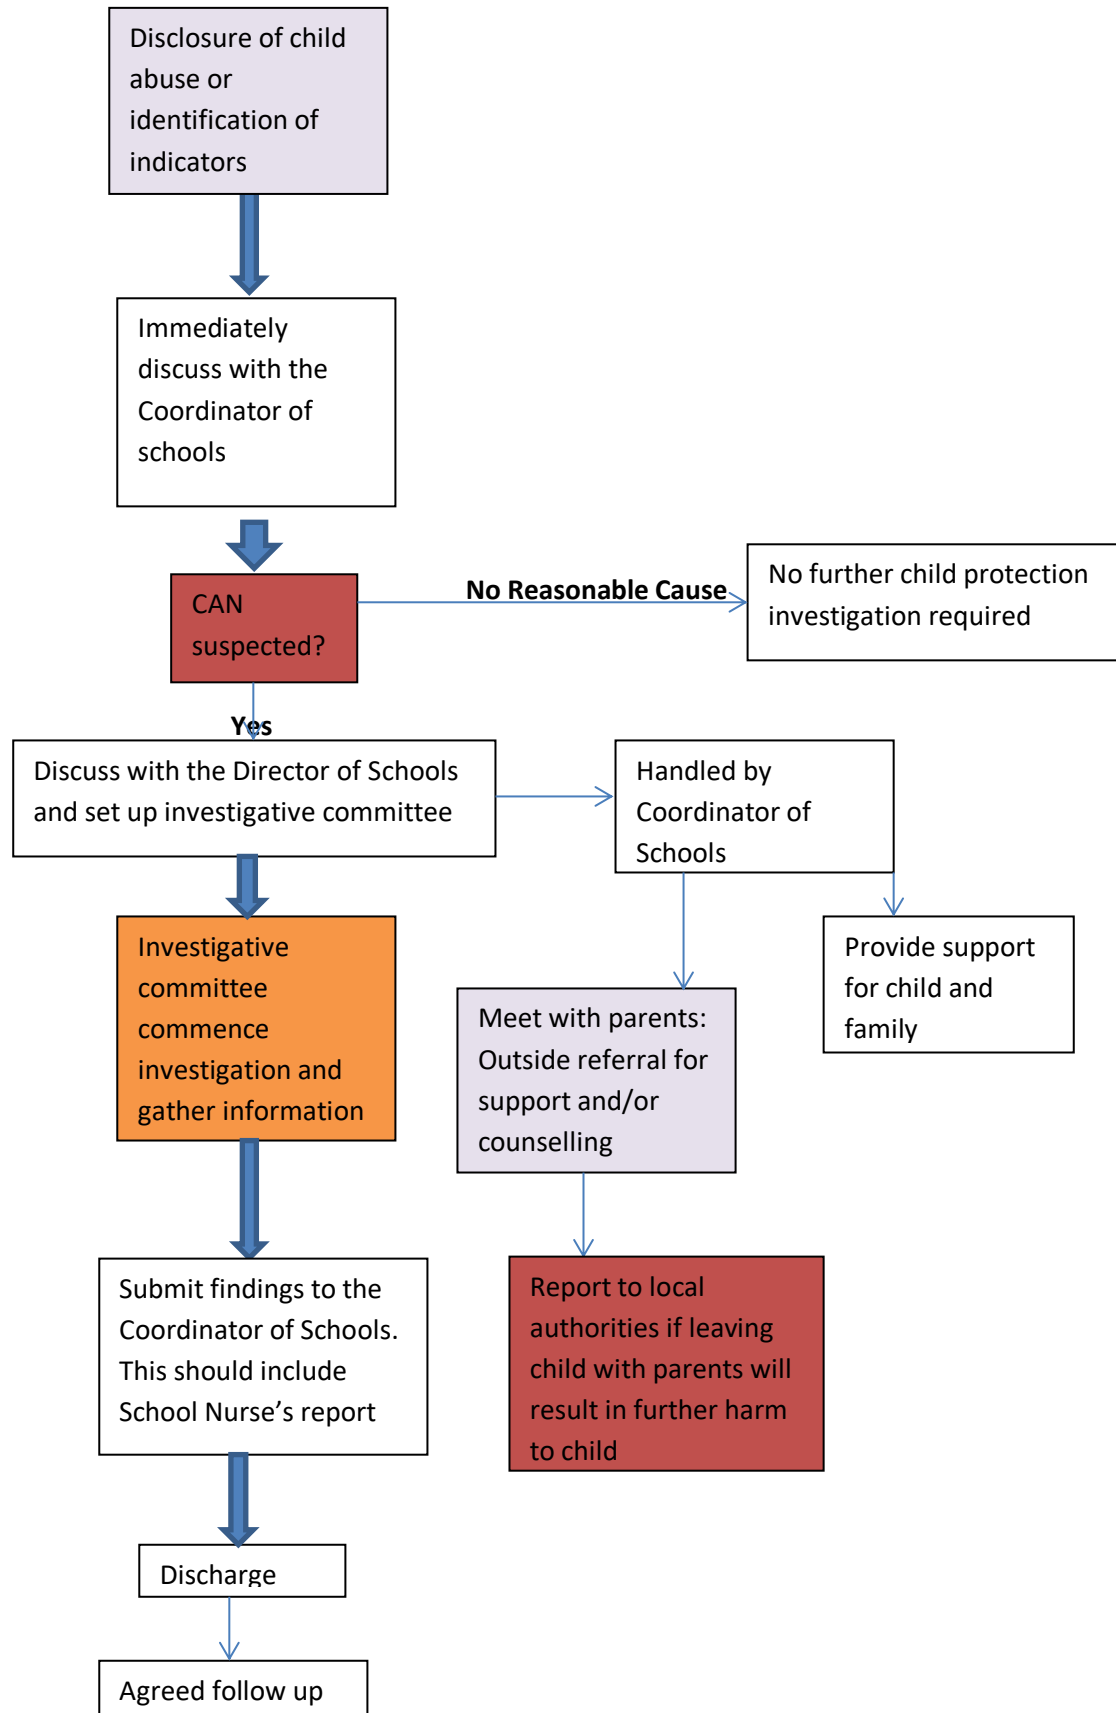 Disclosure of child
abuse or
identification of
indicators
Immediately
discuss with the
Coordinator of
schools
CAN
suspected?
No Reasonable Cause
No further child protection
investigation required
Yes
Discuss with the Director of Schools
and set up investigative committee
Handled by
Coordinator of
Schools
Investigative
committee
commence
investigation and
gather information
Meet with parents:
Outside referral for
support and/or
counselling
Provide support
for child and
family
Submit findings to the
Coordinator of Schools.
This should include
School Nurse’s report
Report to local
authorities if leaving
child with parents will
result in further harm
to child
Discharge
Agreed follow up